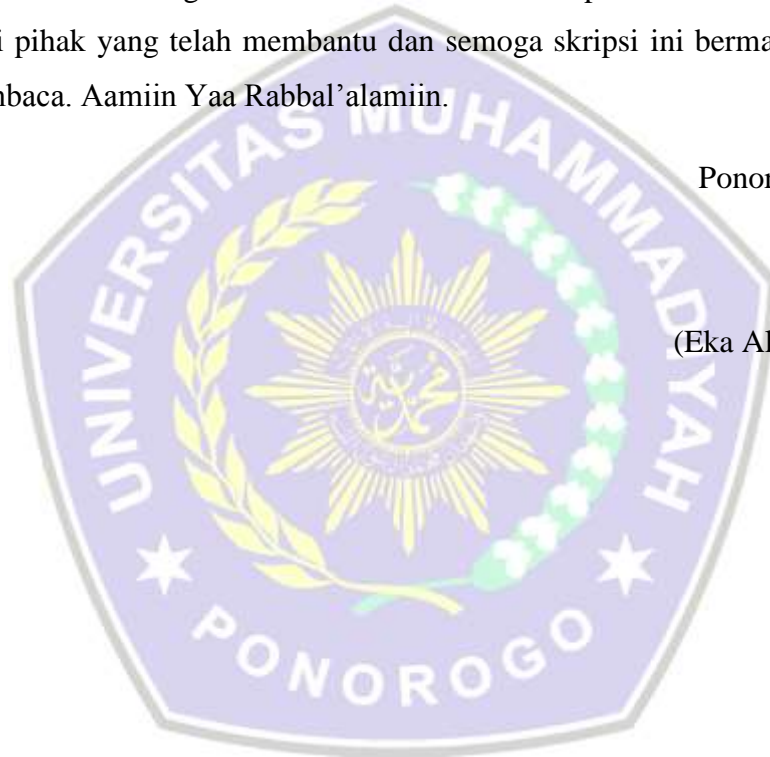 i pihak yang telah membantu dan semoga skripsi ini berma
nbaca. Aamiin Yaa Rabbal’alamiin.
Ponor
(Eka Al
UNIVERSITAS MUHAMMADIYAH
PONOROGO